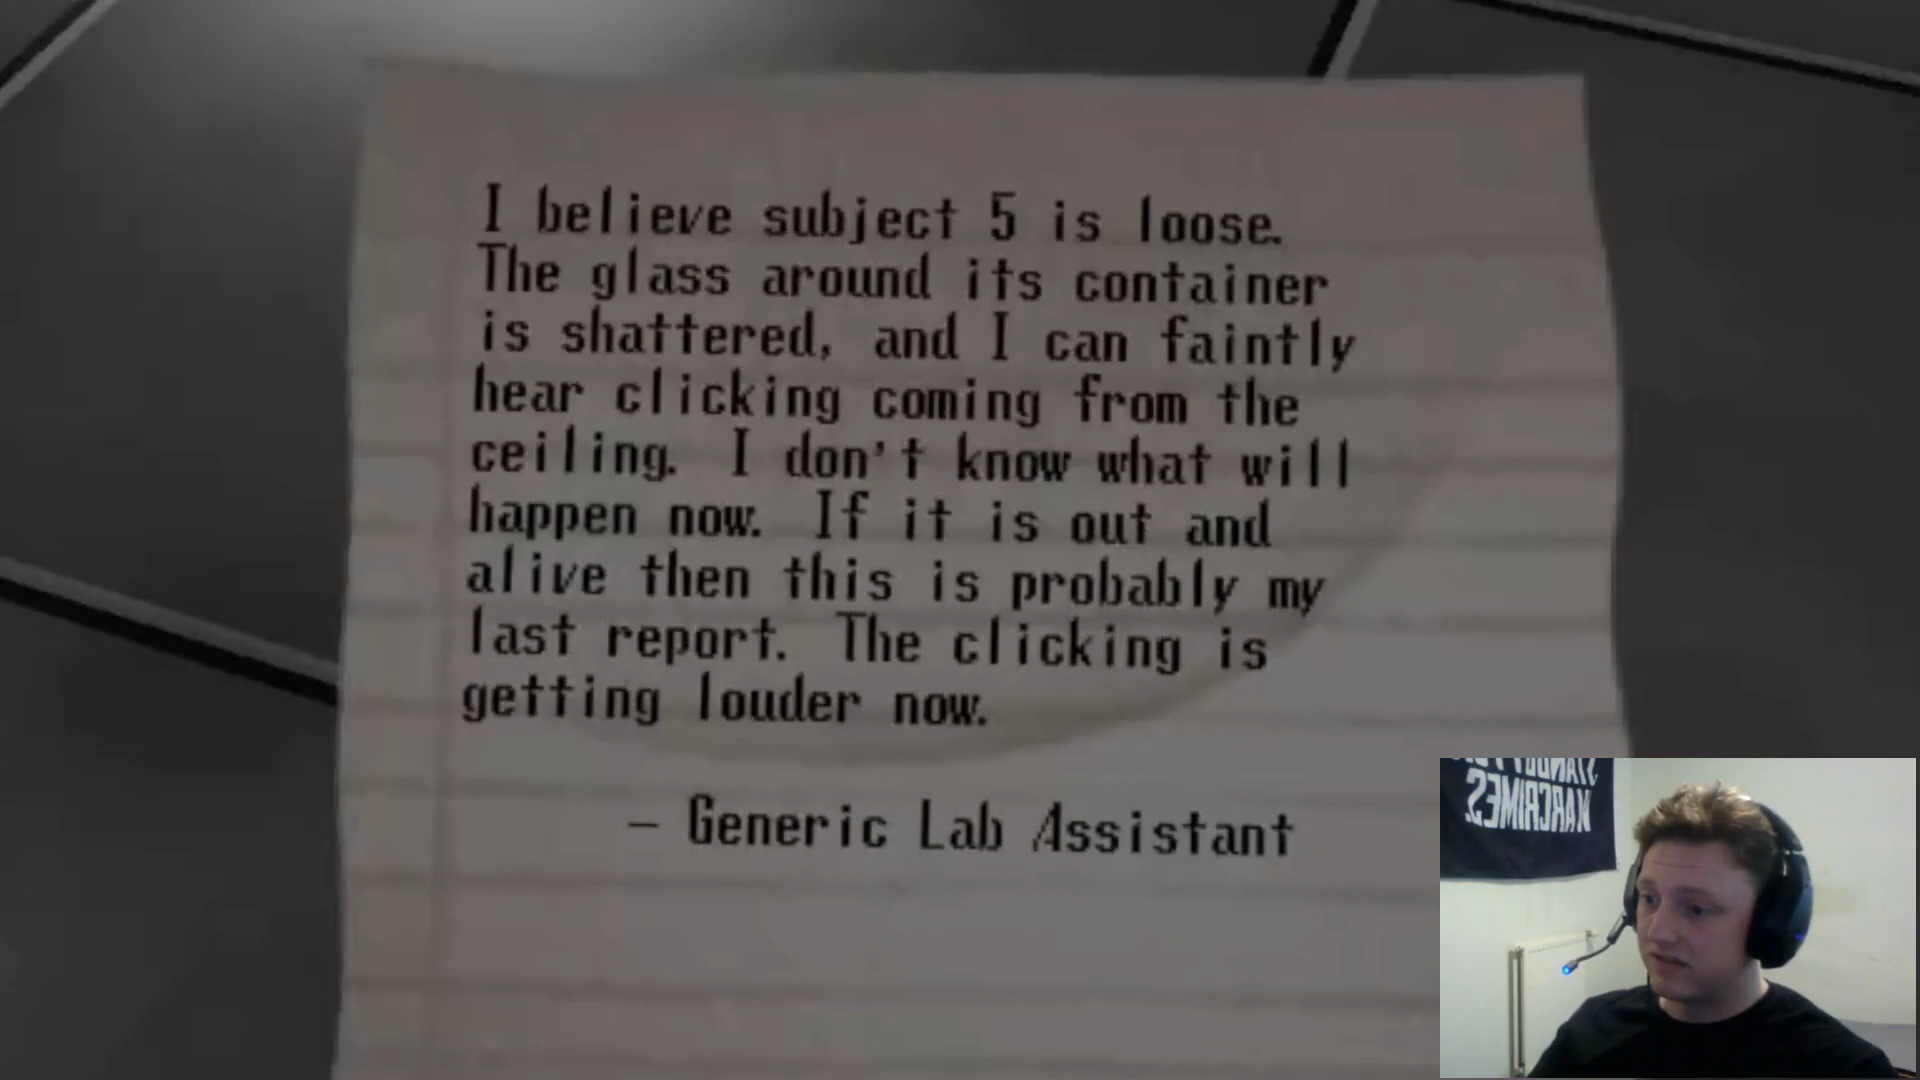 I believe subject 5 is loose.
The glass around its container
is shattered, and I can faintly
hear clicking coming from the
ceiling.  I don't know what will
happen now.  If it is out and
alive then this is probably my
last report.  The clicking is
getting louder now.
– Generic Lab Assistant
WARCRIMES